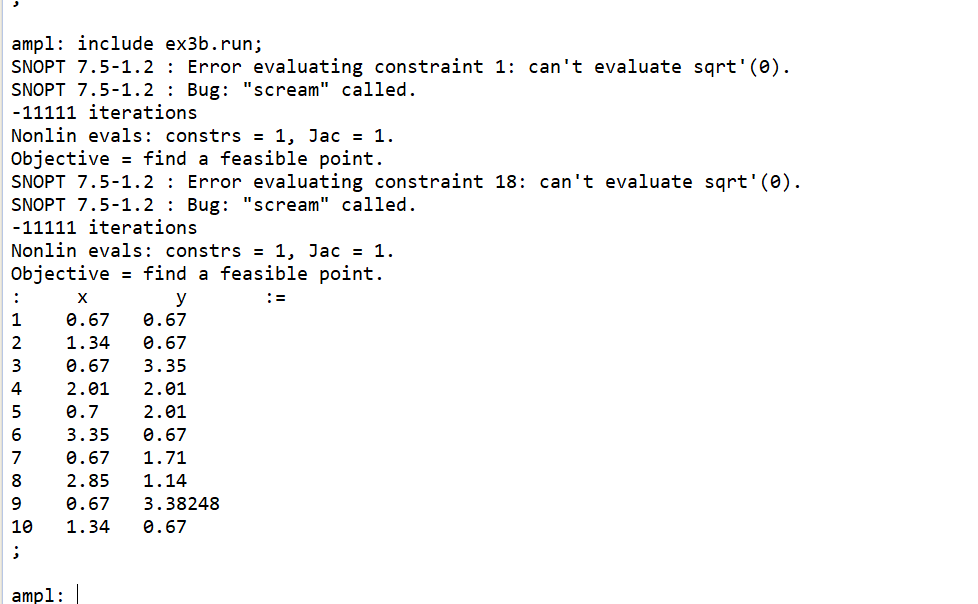 ;
ampl: include ex3b.run;
SNOPT 7.5-1.2 : Error evaluating constraint 1: can't evaluate sqrt'(0).
SNOPT 7.5-1.2 : Bug: "scream" called.
-11111 iterations
Nonlin evals: constrs = 1, Jac = 1.
Objective = find a feasible point.
SNOPT 7.5-1.2 : Error evaluating constraint 18: can't evaluate sqrt'(0).
SNOPT 7.5-1.2 : Bug: "scream" called.
-11111 iterations
Nonlin evals: constrs = 1, Jac = 1.
Objective = find a feasible point.
:     x        y       :=
1    0.67   0.67
2    1.34   0.67
3    0.67   3.35
4    2.01   2.01
5    0.7    2.01
6    3.35   0.67
7    0.67   1.71
8    2.85   1.14
9    0.67   3.38248
10   1.34   0.67
;
ampl: